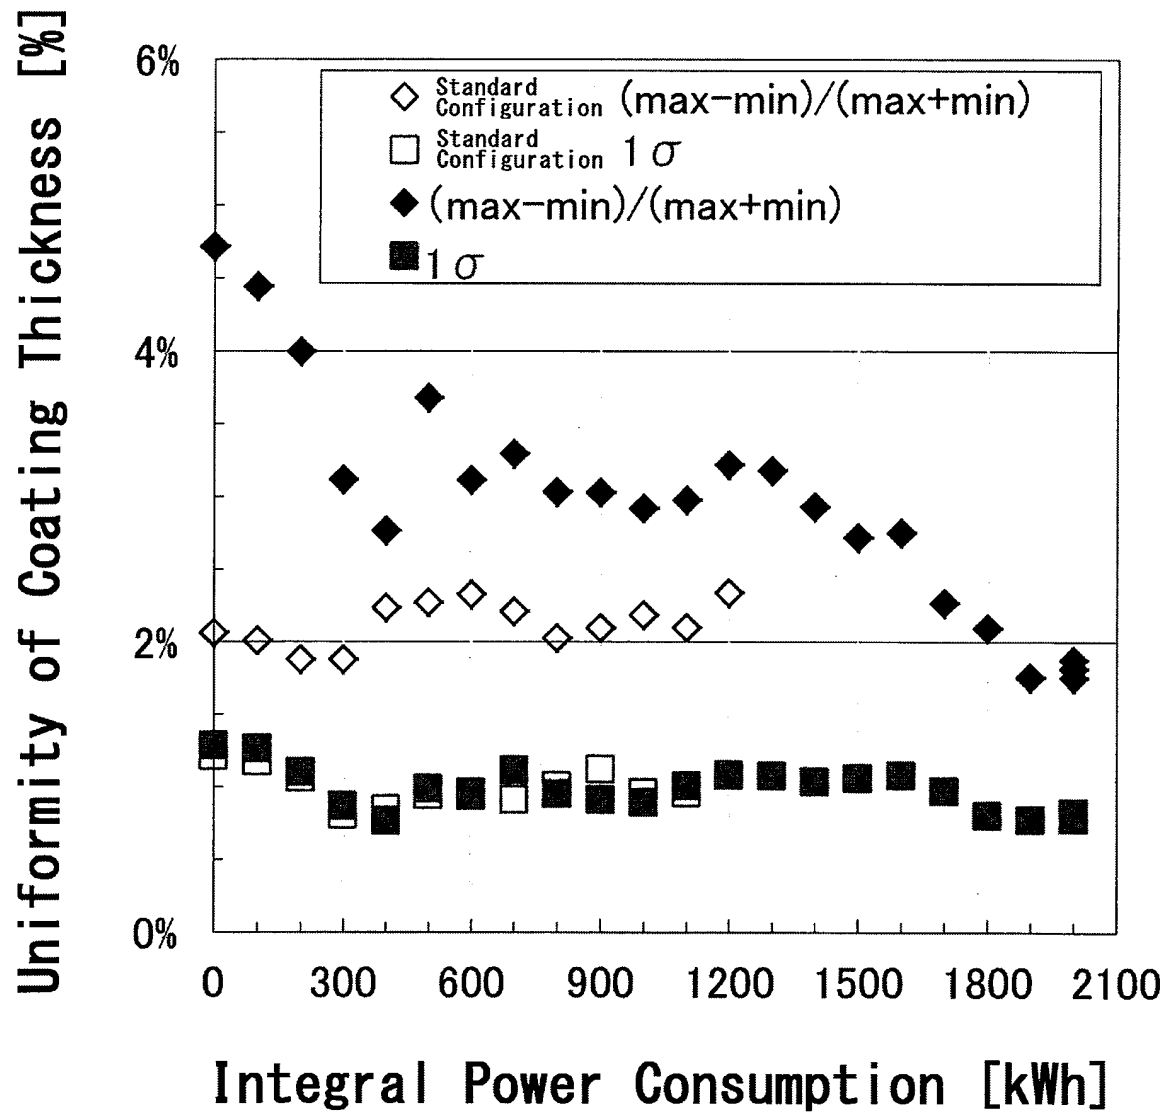 Uniformity of Coating Thickness [%]
6%
4%
2%
0%
Standard Configuration (max-min)/(max+min)
Standard Configuration 1σ
(max-min)/(max+min)
1σ
0 300 600 900 1200 1500 1800 2100
Integral Power Consumption [kWh]